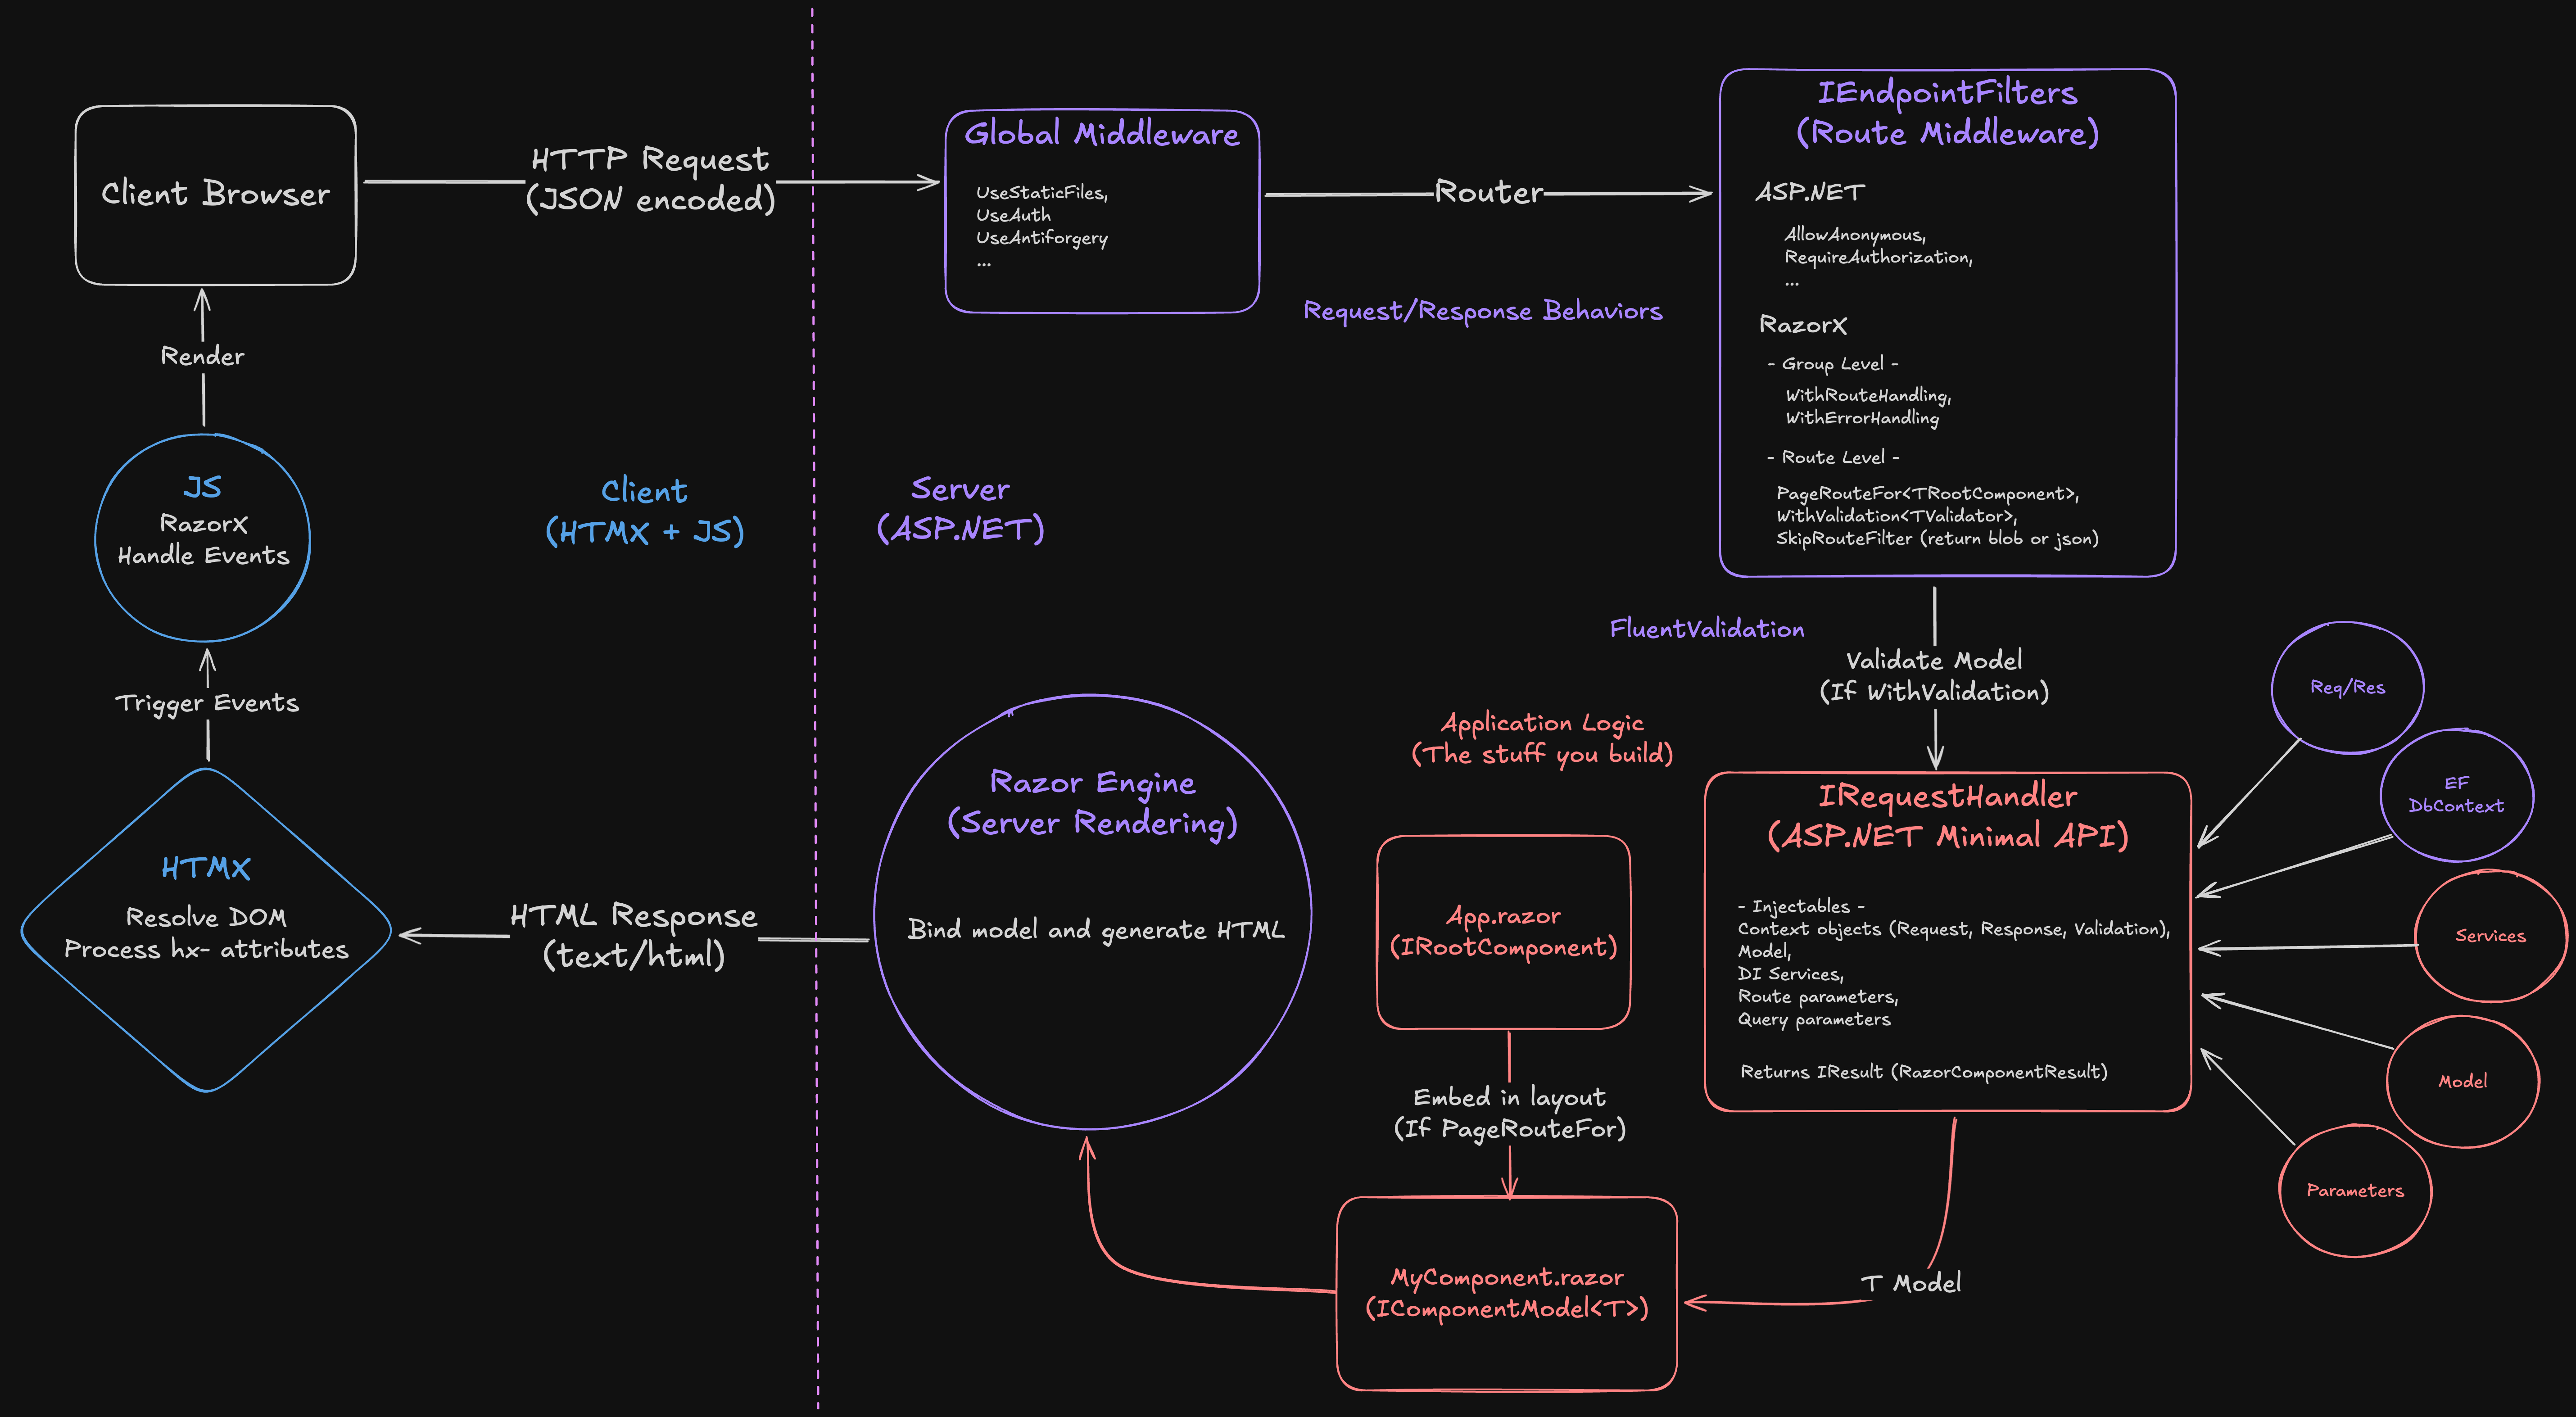 Client Browser
HTTP Request
(JSON encoded)
Global Middleware
UseStaticFiles,
UseAuth
UseAntiforgery
...
Router
Request/Response Behaviors
IEndpointFilters
(Route Middleware)
ASP.NET
AllowAnonymous,
RequireAuthorization,
...
RazorX
- Group Level -
WithRouteHandling,
WithErrorHandling
- Route Level -
PageRouteFor<TRootComponent>,
WithValidation<TValidator>,
SkipRouteFilter (return blob or json)
Render
JS
RazorX
Handle Events
Client
(HTMX + JS)
Server
(ASP.NET)
Trigger Events
HTMX
Resolve DOM
Process hx- attributes
HTML Response
(text/html)
Razor Engine
(Server Rendering)
Bind model and generate HTML
FluentValidation
Validate Model
(If WithValidation)
Application Logic
(The stuff you build)
App.razor
(IRootComponent)
Embed in layout
(If PageRouteFor)
MyComponent.razor
(IComponentModel<T>)
IRequestHandler
(ASP.NET Minimal API)
- Injectables -
Context objects (Request, Response, Validation),
Model,
DI Services,
Route parameters,
Query parameters
Returns IResult (RazorComponentResult)
T Model
Req/Res
EF
DbContext
Services
Model
Parameters